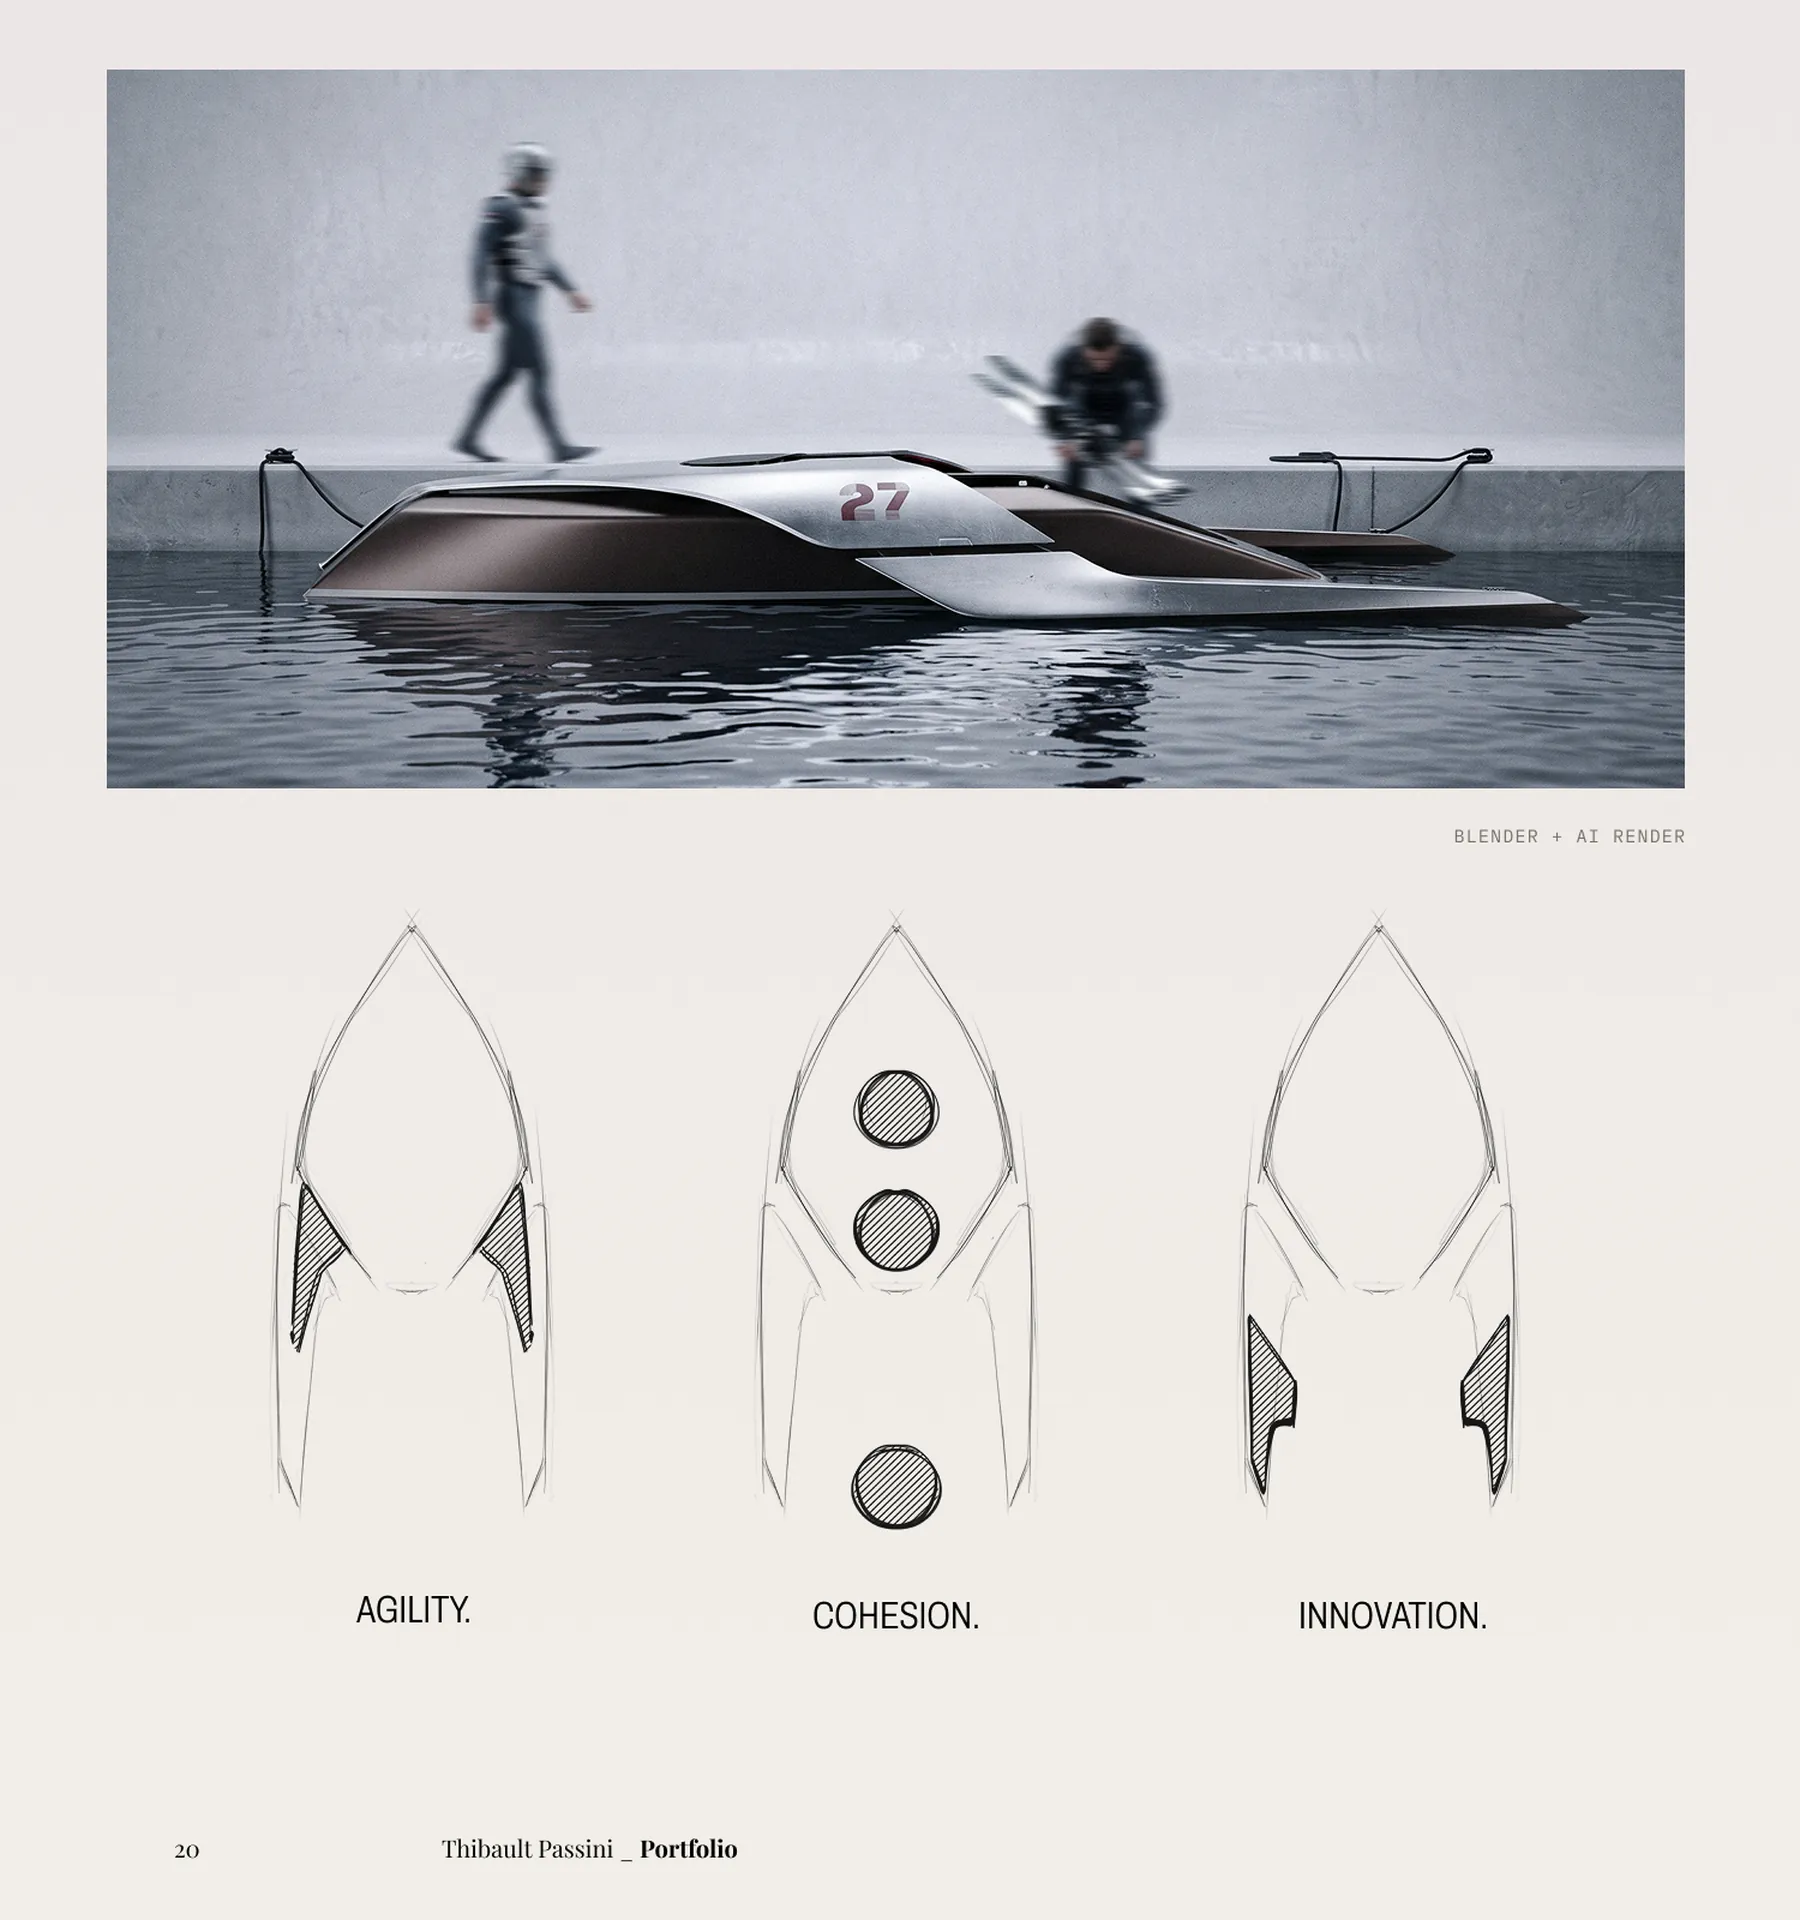 27
BLENDER + AI RENDER
AGILITY.
COHESION.
INNOVATION.
20
Thibault Passini _ Portfolio